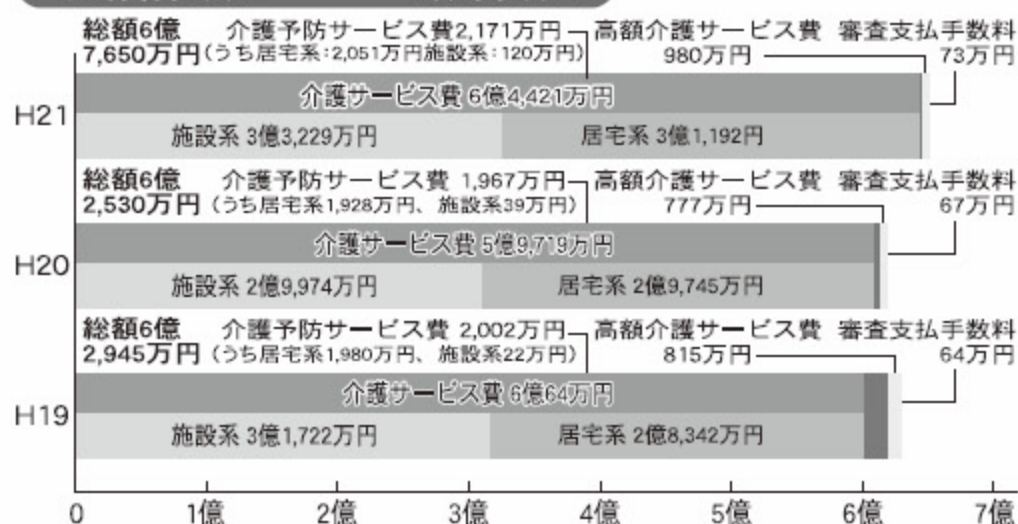 総額6億 介護予防サービス費2,171万円 高額介護サービス費 審査支払手数料
7,650万円(うち居宅系:2,051万円施設系:120万円) 980万円 73万円
H21
介護サービス費 6億4,421万円
施設系 3億3,229万円 居宅系 3億1,192円
総額6億 介護予防サービス費 1,967万円 高額介護サービス費 審査支払手数料
2,530万円(うち居宅系1,928万円、施設系39万円) 777万円 67万円
H20
介護サービス費 5億9,719万円
施設系 2億9,974万円 居宅系 2億9,745万円
総額6億 介護予防サービス費 2,002万円 高額介護サービス費 審査支払手数料
2,945万円(うち居宅系1,980万円、施設系22万円) 815万円 64万円
H19
介護サービス費 6億64万円
施設系 3億1,722万円 居宅系 2億8,342万円
0 1億 2億 3億 4億 5億 6億 7億